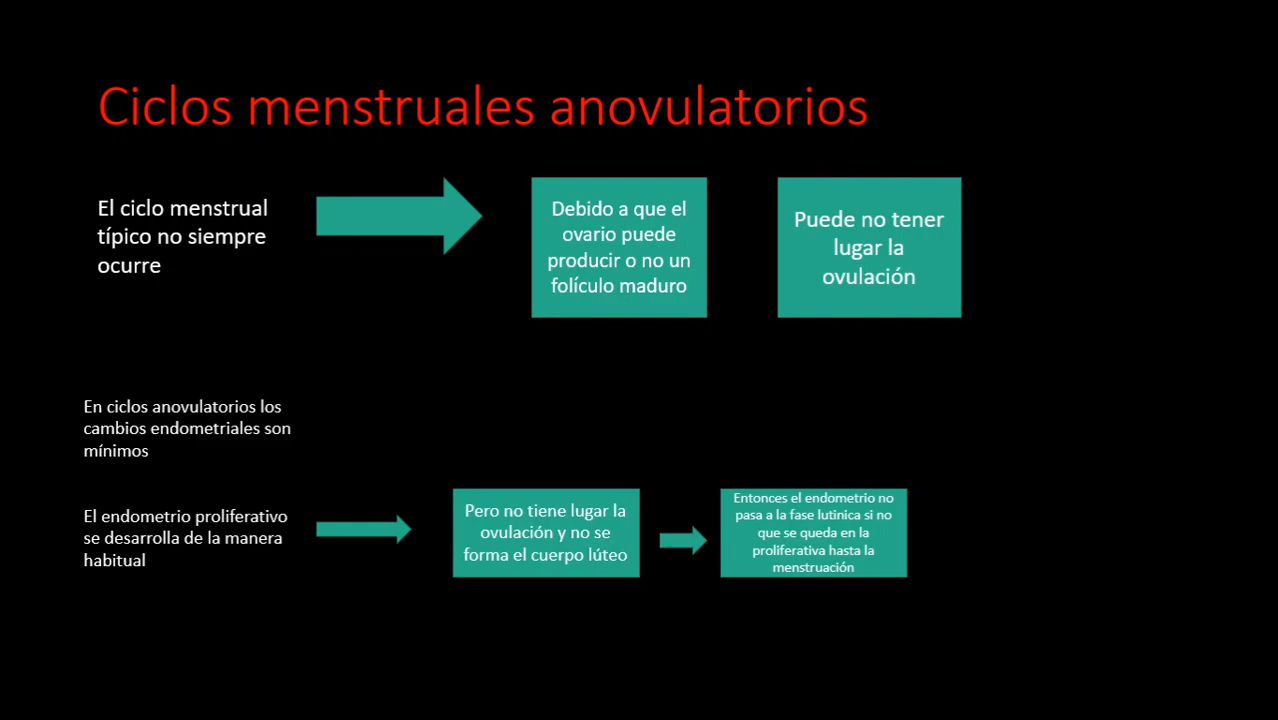 Ciclos menstruales anovulatorios
El ciclo menstrual
típico no siempre
ocurre
Debido a que el
ovario puede
producir o no un
folículo maduro
Puede no tener
lugar la
ovulación
En ciclos anovulatorios los
cambios endometriales son
mínimos
El endometrio proliferativo
se desarrolla de la manera
habitual
Pero no tiene lugar la
ovulación y no se
forma el cuerpo lúteo
Entonces el endometrio no
pasa a la fase lutinica si no
que se queda en la
proliferativa hasta la
menstruación